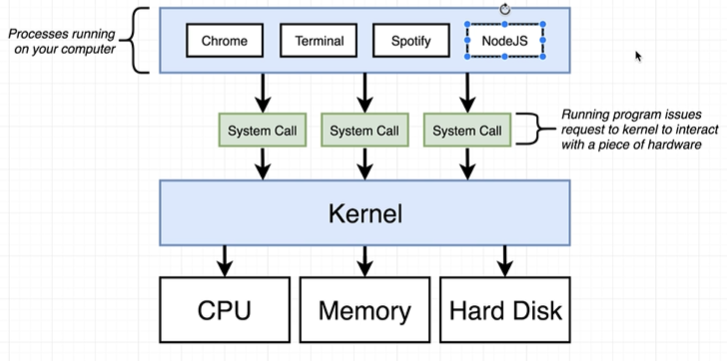 Processes running
on your computer
Chrome
Terminal
Spotify
NodeJS
System Call
System Call
System Call
Running program issues
request to kernel to interact
with a piece of hardware
Kernel
CPU
Memory
Hard Disk